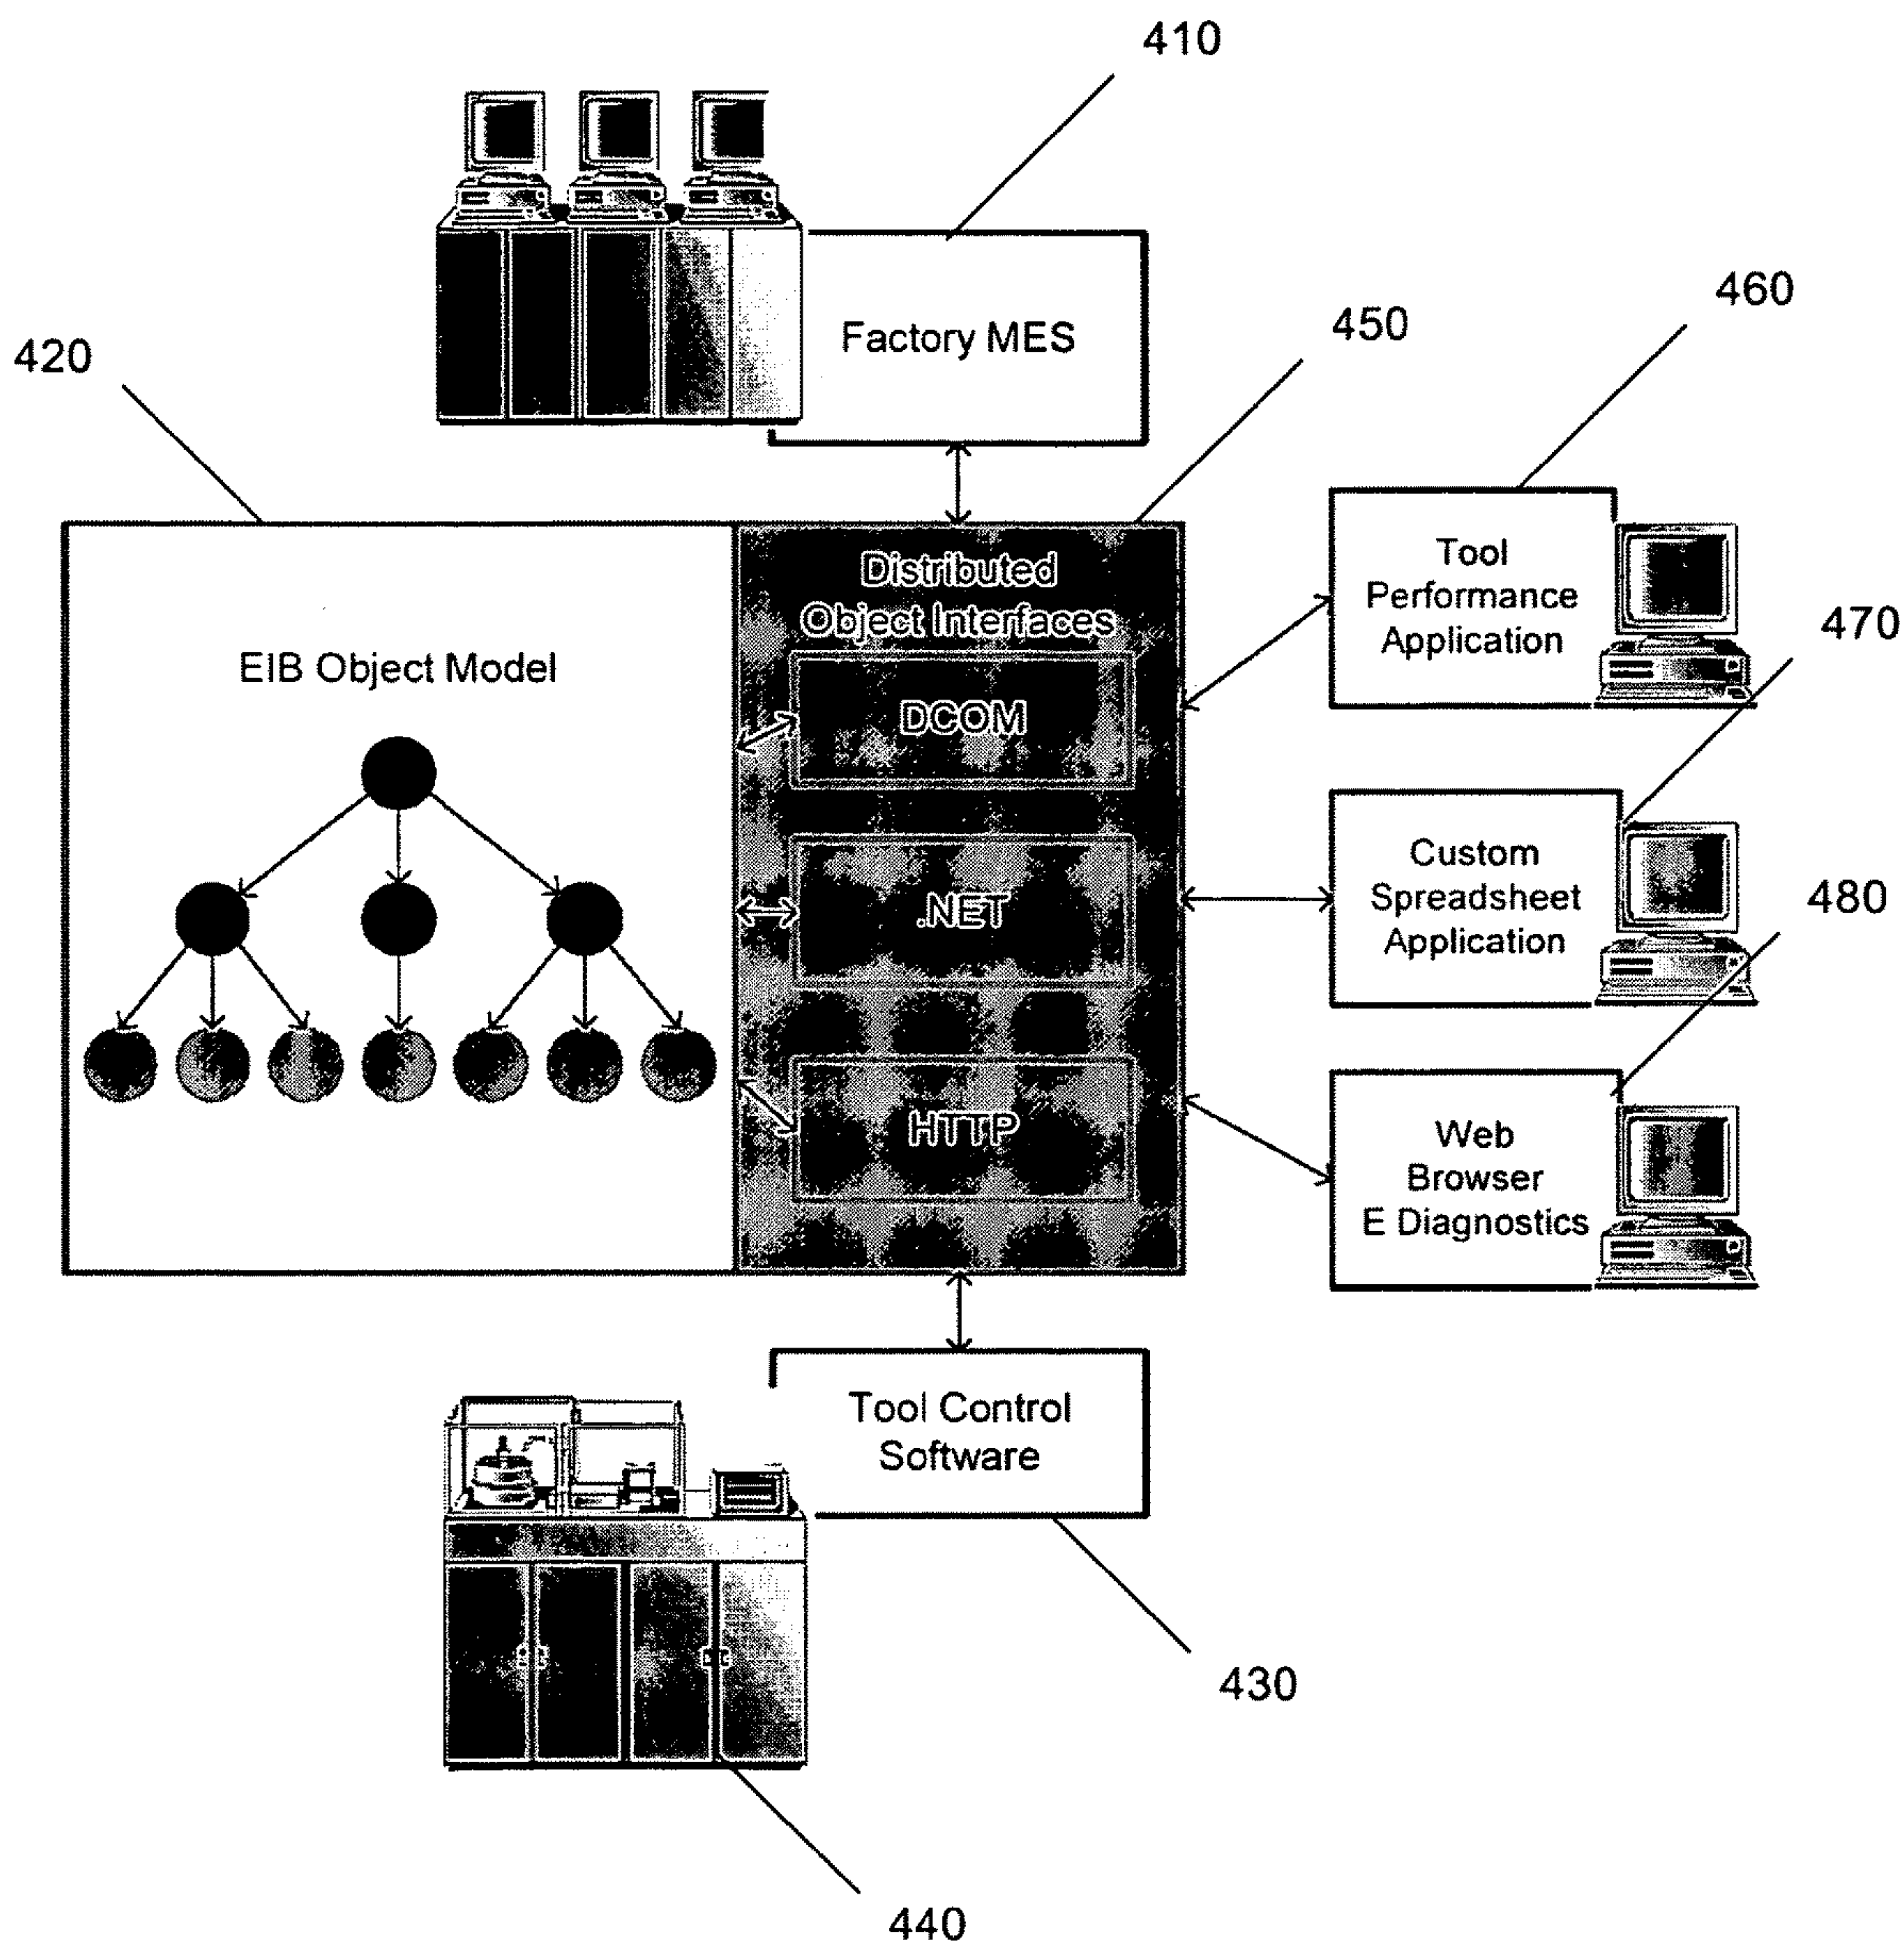 410
Factory MES
460
450
420
Distributed
Object Interfaces
Tool
Performance
Application
470
EIB Object Model
DCOM
Custom
Spreadsheet
Application
480
.NET
HTTP
Web
Browser
E Diagnostics
Tool Control
Software
430
440